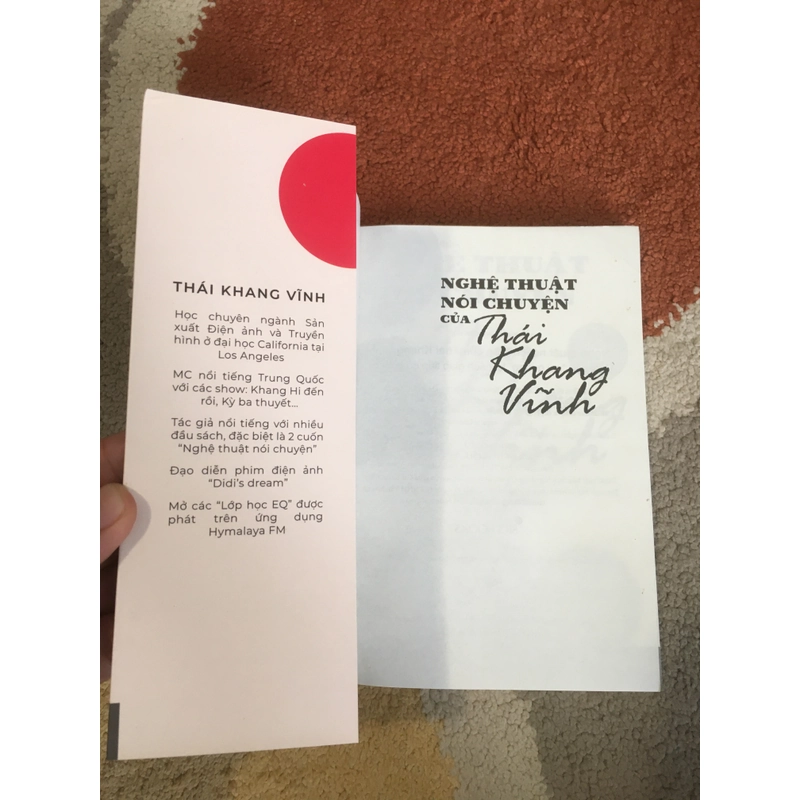 THÁI KHANG VĨNH
Học chuyên ngành Sản
xuất Điện ảnh và Truyền
hình ở đại học California tại
Los Angeles
MC nổi tiếng Trung Quốc
với các show: Khang Hi đến
rồi, Kỳ ba thuyết...
Tác giả nổi tiếng với nhiều
đầu sách, đặc biệt là 2 cuốn
“Nghệ thuật nói chuyện”
Đạo diễn phim điện ảnh
“Didi's dream”
Mở các “Lớp học EQ” được
phát trên ứng dụng
Hymalaya FM
NGHỆ THUẬT
NÓI CHUYỆN
CỦA Thái
Khang
Vĩnh